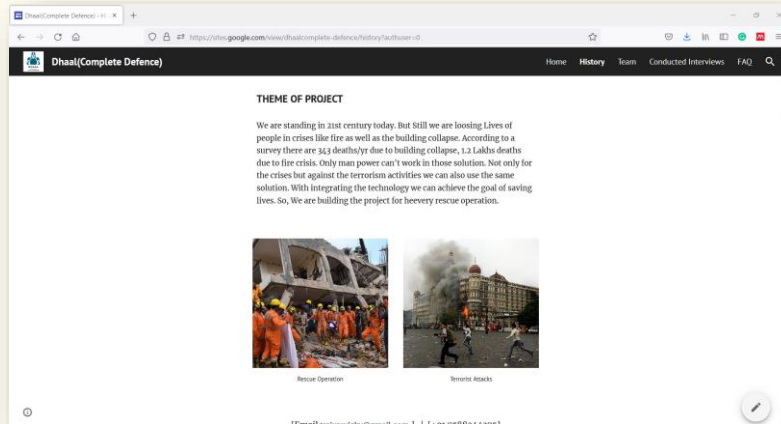 Dhaal(Complete Defence) - H
https://sites.google.com/view/dhaalcomplete-defence/history?authuser=0
Dhaal(Complete Defence)
Home History Team Conducted Interviews FAQ
THEME OF PROJECT
We are standing in 21st century today. But Still we are loosing Lives of
people in crises like fire as well as the building collapse. According to a
survey there are 343 deaths/yr due to building collapse, 1.2 Lakhs deaths
due to fire crisis. Only man power can't work in those solution. Not only for
the crises but against the terrorism activities we can also use the same
solution. With integrating the technology we can achieve the goal of saving
lives. So, We are building the project for heevery rescue operation.
Rescue Operation
Terrorist Attacks
[Email